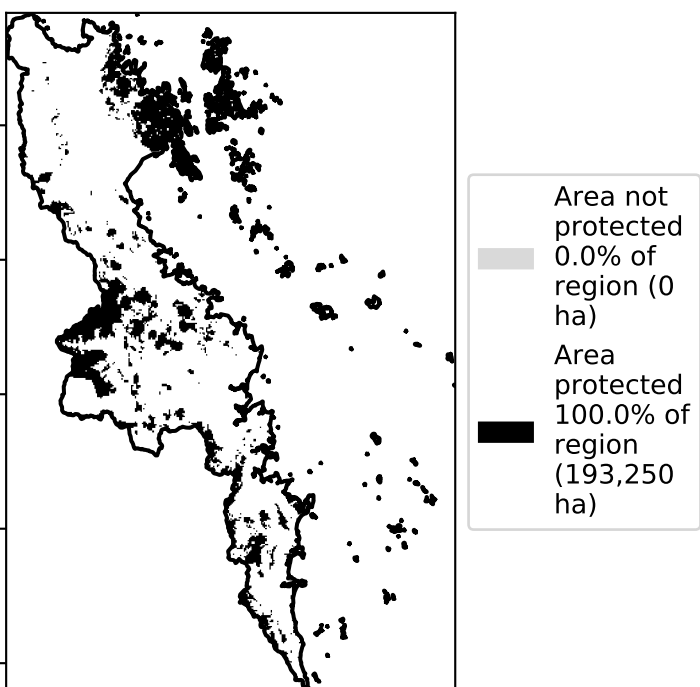 Area not
protected
0.0% of
region (0
ha)
Area
protected
100.0% of
region
(193,250
ha)